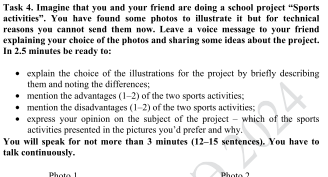 Task 4. Imagine that you and your friend are doing a school project "Sports
activities". You have found some photos to illustrate it but for technical
reasons you cannot send them now. Leave a voice message to your friend
explaining your choice of the photos and sharing some ideas about the project.
In 2.5 minutes be ready to:
• explain the choice of the illustrations for the project by briefly describing
them and noting the differences;
• mention the advantages (1–2) of the two sports activities;
• mention the disadvantages (1–2) of the two sports activities;
• express your opinion on the subject of the project – which of the sports
activities presented in the pictures you'd prefer and why.
You will speak for not more than 3 minutes (12–15 sentences). You have to
talk continuously.
Photo 1 Photo 2
2024